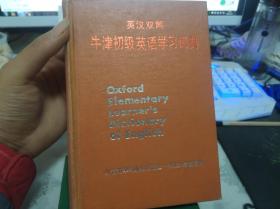 英汉双解
牛津初级英语学习词典
Oxford
Elementary
Learner's
Dictionary
of English